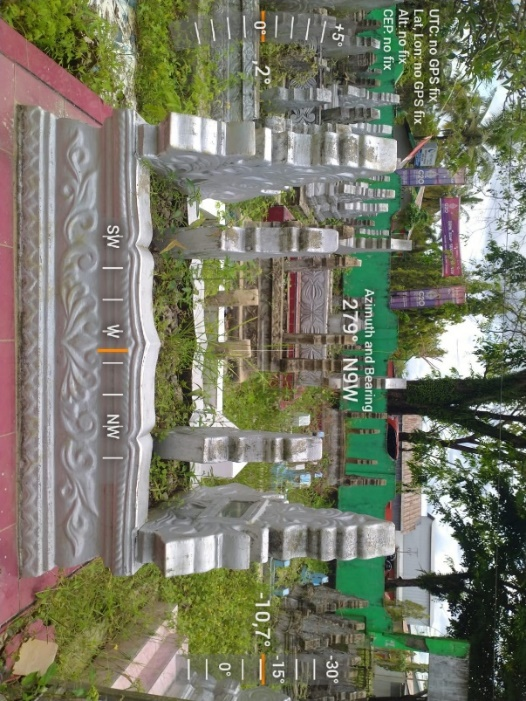 UTC: no GPS fix
Lat, Lon: no GPS fix
Alt: no fix
CEP: no fix
+5°
0°
,2°
Azimuth and Bearing
279° N9W
SW
W
NW
-10,7°
0°
-15°
-30°